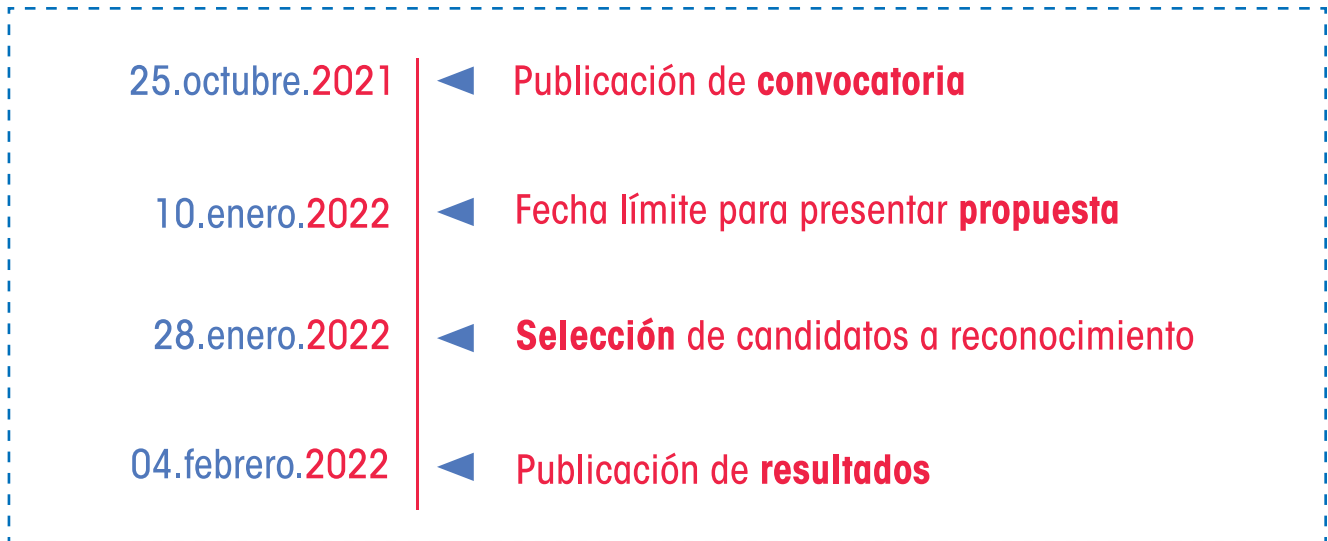 25.octubre.2021 Publicación de convocatoria
10.enero.2022 Fecha límite para presentar propuesta
28.enero.2022 Selección de candidatos a reconocimiento
04.febrero.2022 Publicación de resultados